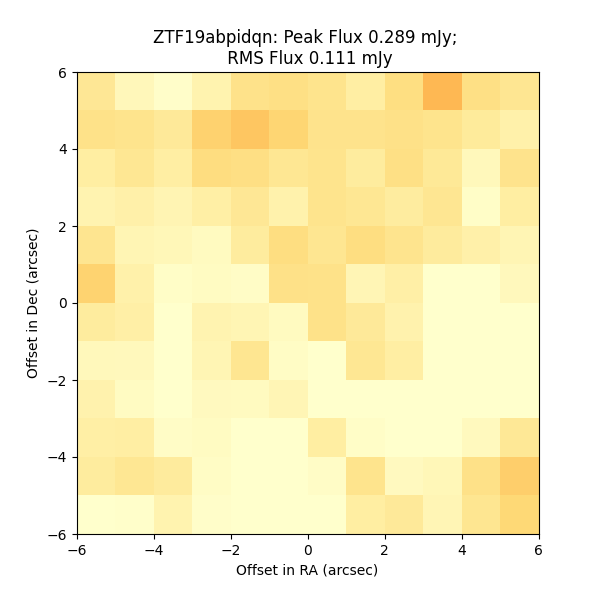 ZTF19abpidqn: Peak Flux 0.289 mJy;
RMS Flux 0.111 mJy
6
4
2
0
−2
−4
−6
Offset in Dec (arcsec)
−6 −4 −2 0 2 4 6
Offset in RA (arcsec)